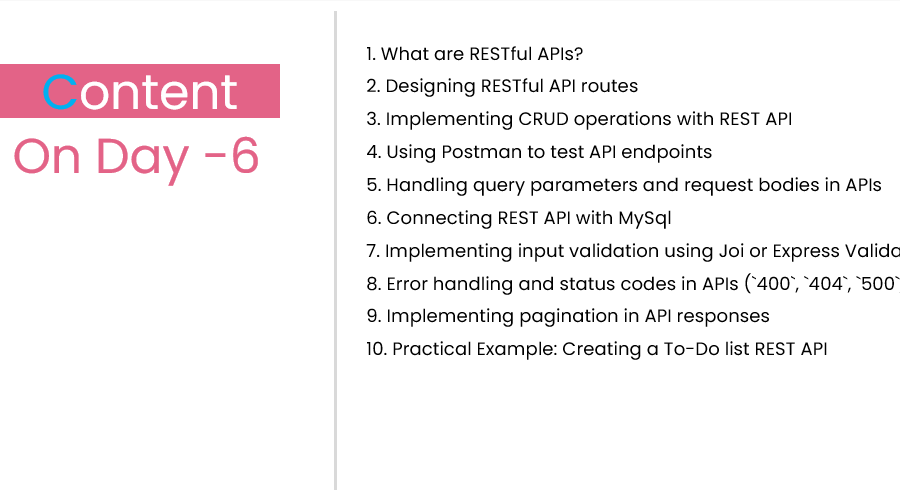 Content
On Day -6
1. What are RESTful APIs?
2. Designing RESTful API routes
3. Implementing CRUD operations with REST API
4. Using Postman to test API endpoints
5. Handling query parameters and request bodies in APIs
6. Connecting REST API with MySql
7. Implementing input validation using Joi or Express Valida
8. Error handling and status codes in APIs (`400`, `404`, `500`
9. Implementing pagination in API responses
10. Practical Example: Creating a To-Do list REST API